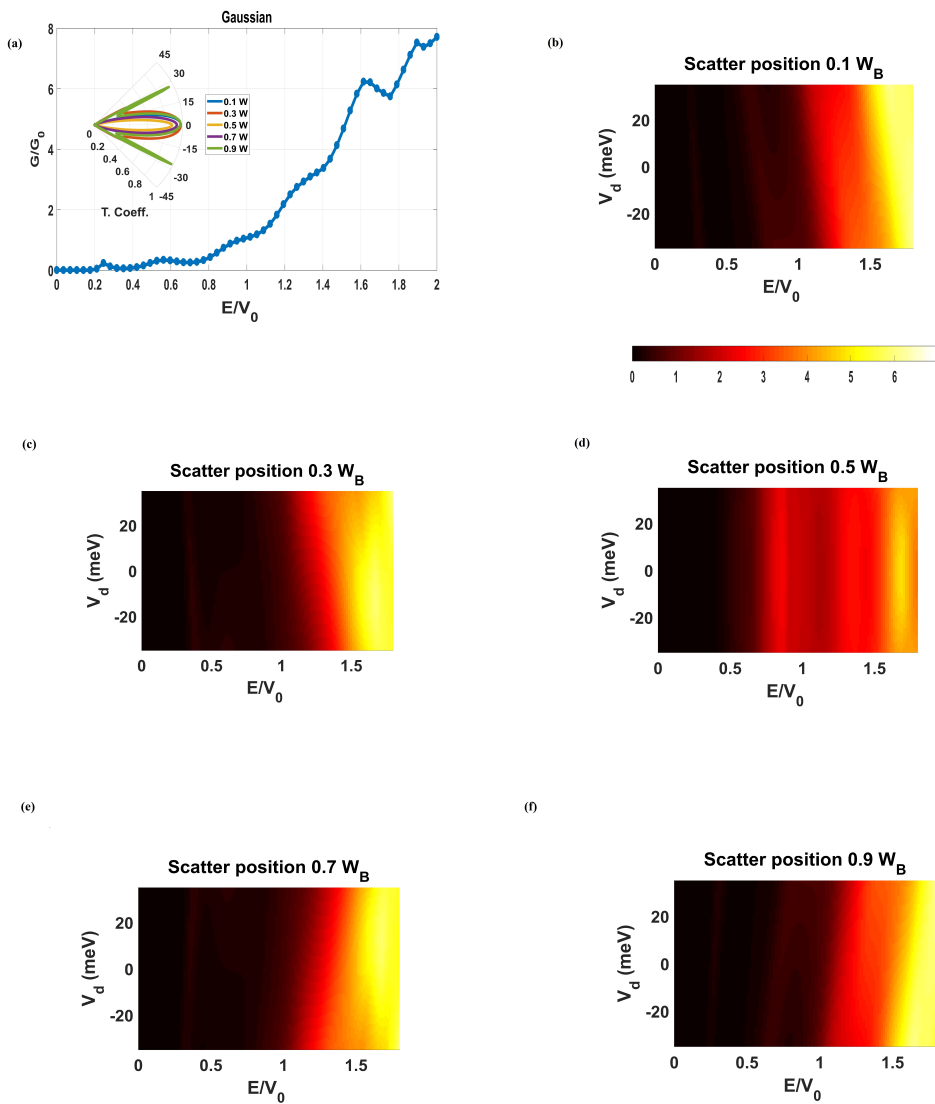 (a)
Gaussian
8
6
4
2
0
G/G0
45
30
15
0
-15
-30
-45
0
0.2
0.4
0.6
0.8
1
T. Coeff.
0.1 W
0.3 W
0.5 W
0.7 W
0.9 W
0 0.2 0.4 0.6 0.8 1 1.2 1.4 1.6 1.8 2
E/V0
(b)
Scatter position 0.1 WB
20
0
-20
Vd (meV)
0 0.5 1 1.5
E/V0
0 1 2 3 4 5 6
(c)
Scatter position 0.3 WB
20
0
-20
Vd (meV)
0 0.5 1 1.5
E/V0
(d)
Scatter position 0.5 WB
20
0
-20
Vd (meV)
0 0.5 1 1.5
E/V0
(e)
Scatter position 0.7 WB
20
0
-20
Vd (meV)
0 0.5 1 1.5
E/V0
(f)
Scatter position 0.9 WB
20
0
-20
Vd (meV)
0 0.5 1 1.5
E/V0